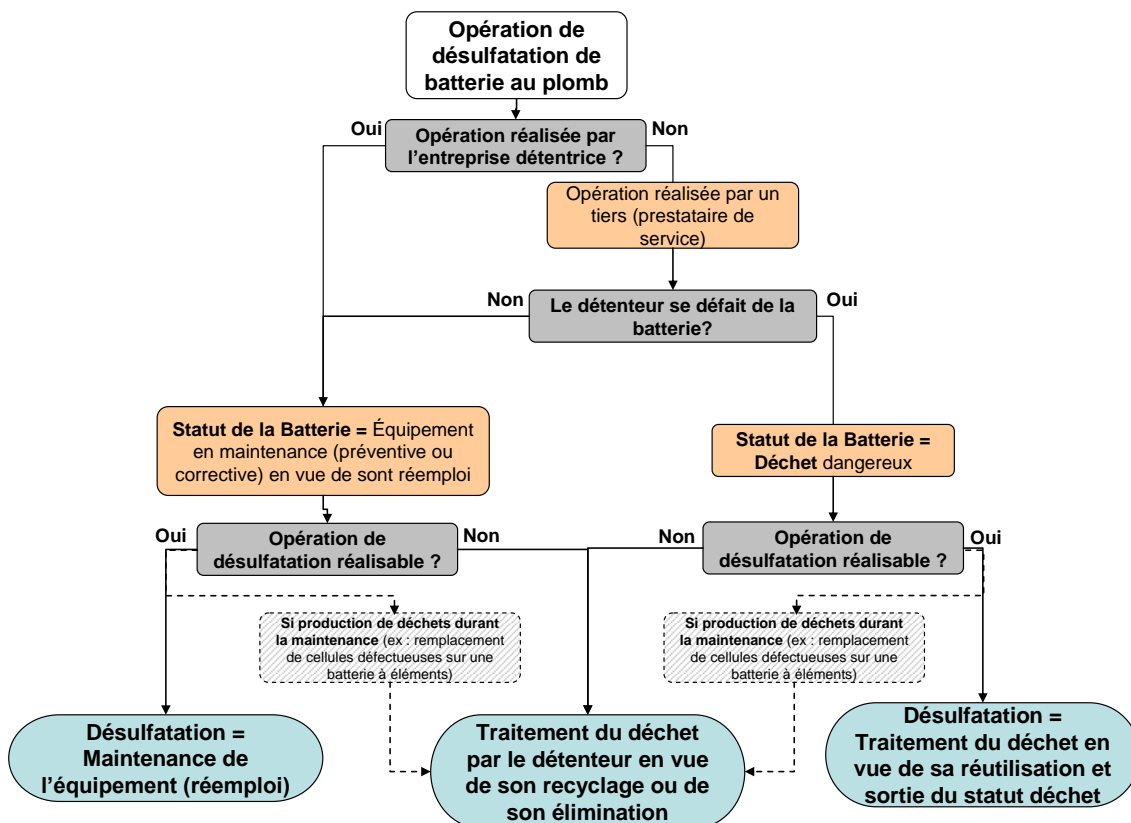 Opération de
désulfatation de
batterie au plomb
Oui
Opération réalisée par
l'entreprise détentrice ?
Non
Opération réalisée par un
tiers (prestataire de
service)
Non
Le détenteur se défait de la
batterie?
Oui
Statut de la Batterie = Équipement
en maintenance (préventive ou
corrective) en vue de sont réemploi
Statut de la Batterie =
Déchet dangereux
Oui
Opération de
désulfatation réalisable ?
Non
Non
Opération de
désulfatation réalisable ?
Oui
Si production de déchets durant
la maintenance (ex : remplacement
de cellules défectueuses sur une
batterie à éléments)
Si production de déchets durant
la maintenance (ex : remplacement
de cellules défectueuses sur une
batterie à éléments)
Désulfatation =
Maintenance de
l'équipement (réemploi)
Traitement du déchet
par le détenteur en vue
de son recyclage ou de
son élimination
Désulfatation =
Traitement du déchet en
vue de sa réutilisation et
sortie du statut déchet